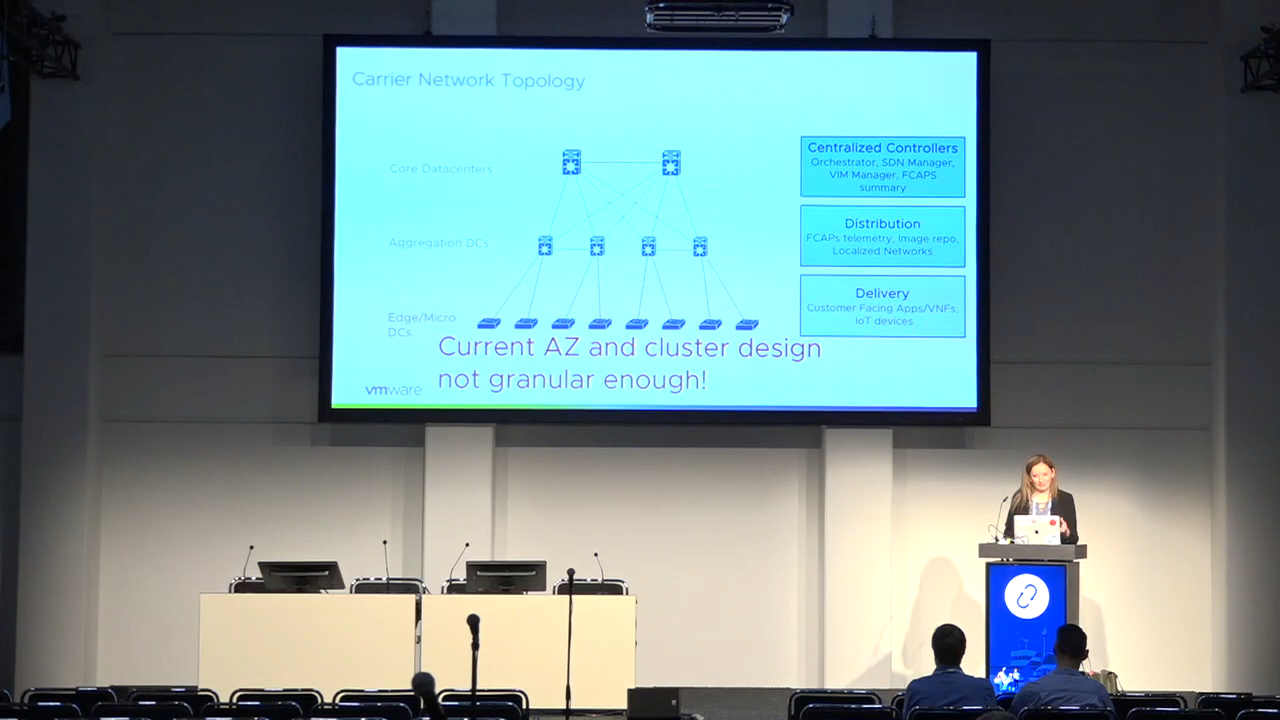 Carrier Network Topology
Core Datacenters
Aggregation DCs
Edge/Micro
DCs
Centralized Controllers
Orchestrator, SDN Manager,
VIM Manager, FCAPS
summary
Distribution
FCAPs telemetry, Image repo,
Localized Networks
Delivery
Customer Facing Apps/VNFs,
IoT devices
Current AZ and cluster design
not granular enough!
vmware